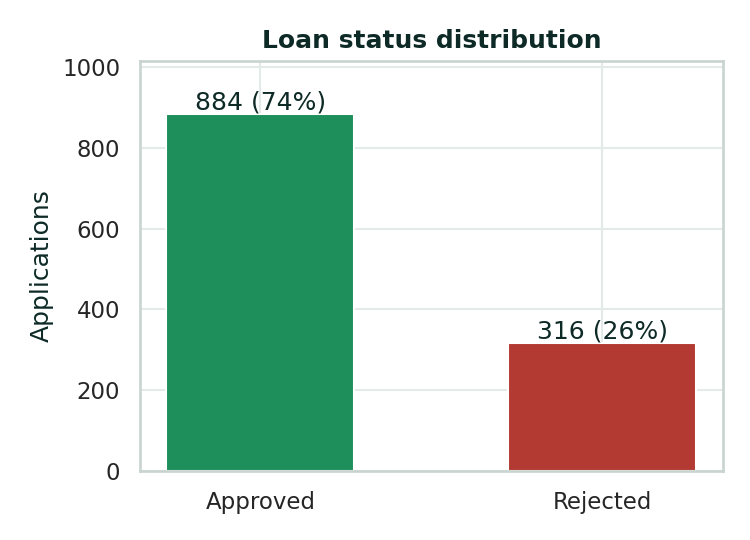 Loan status distribution
1000
800
600
400
200
0
Applications
884 (74%)
316 (26%)
Approved
Rejected